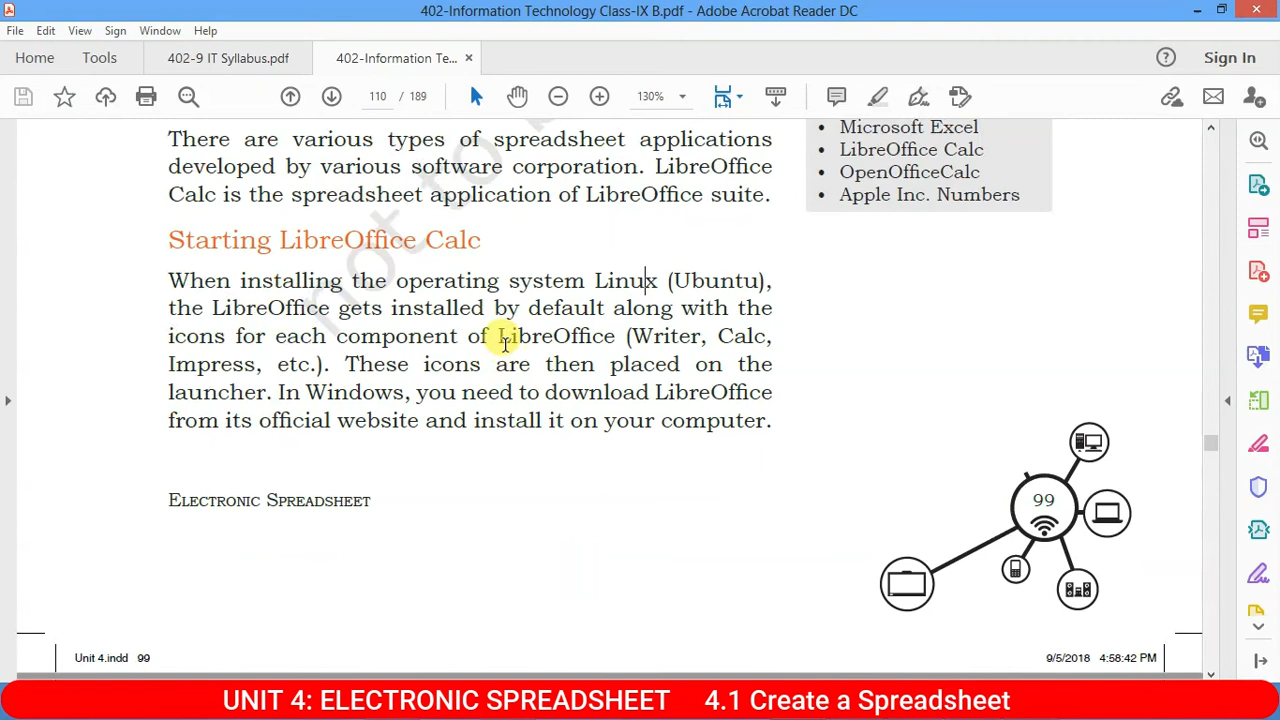 402-Information Technology Class-IX B.pdf - Adobe Acrobat Reader DC
File Edit View Sign Window Help
Home Tools 402-9 IT Syllabus.pdf 402-Information Te... × Sign In
110 / 189 130%
There are various types of spreadsheet applications
developed by various software corporation. LibreOffice
Calc is the spreadsheet application of LibreOffice suite.
• Microsoft Excel
• LibreOffice Calc
• OpenOfficeCalc
• Apple Inc. Numbers
Starting LibreOffice Calc
When installing the operating system Linux (Ubuntu),
the LibreOffice gets installed by default along with the
icons for each component of LibreOffice (Writer, Calc,
Impress, etc.). These icons are then placed on the
launcher. In Windows, you need to download LibreOffice
from its official website and install it on your computer.
not to b
Electronic Spreadsheet
99
Unit 4.indd 99
9/5/2018 4:58:42 PM
UNIT 4: ELECTRONIC SPREADSHEET 4.1 Create a Spreadsheet